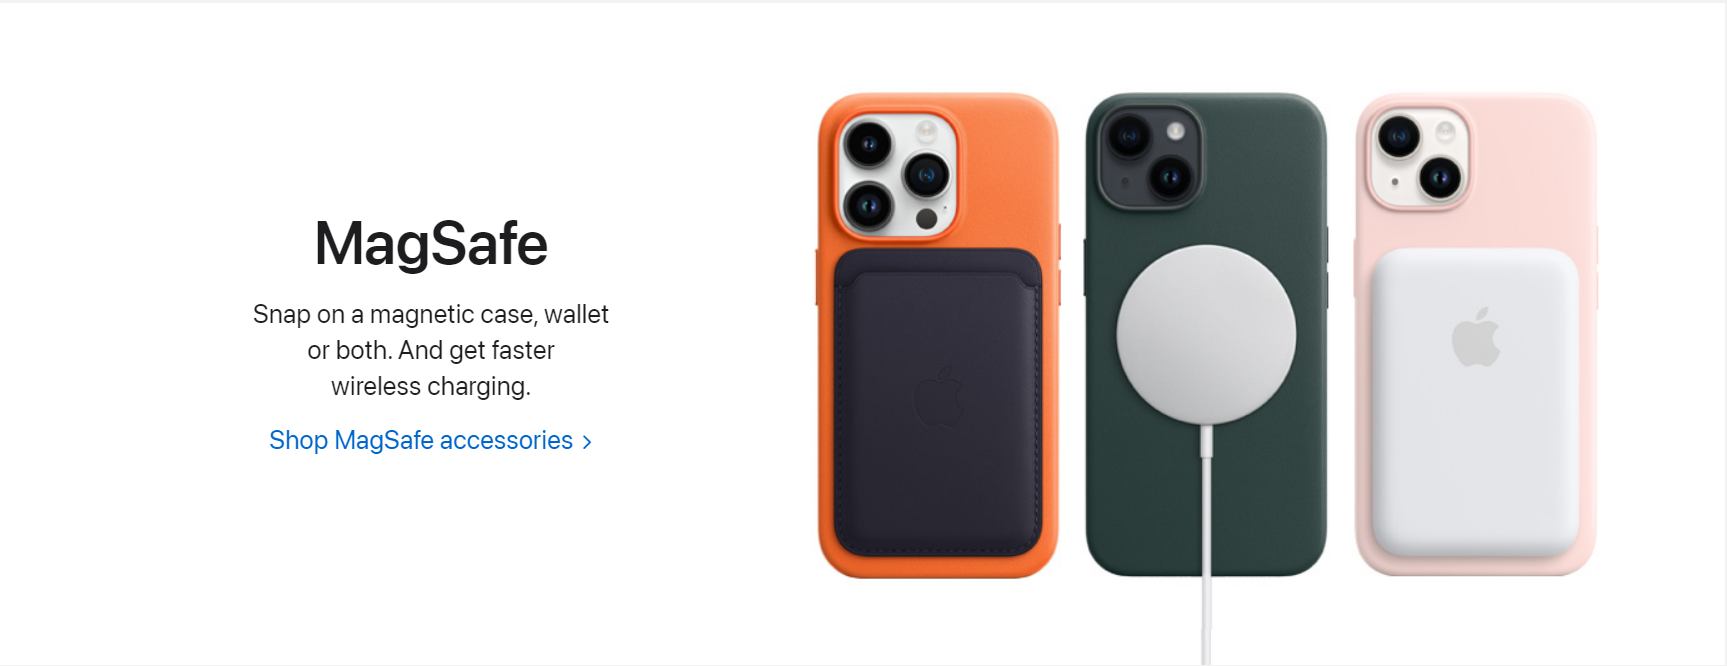 MagSafe
Snap on a magnetic case, wallet
or both. And get faster
wireless charging.
Shop MagSafe accessories >